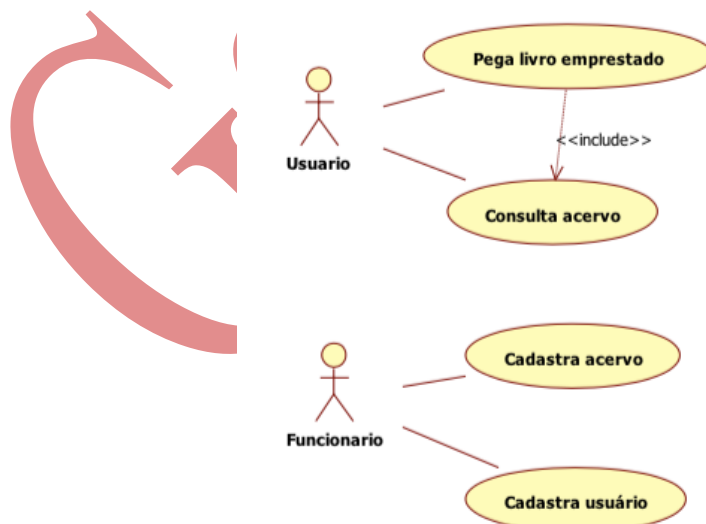 Pega livro emprestado
<<include>>
Usuario
Consulta acervo
Cadastra acervo
Funcionario
Cadastra usuário